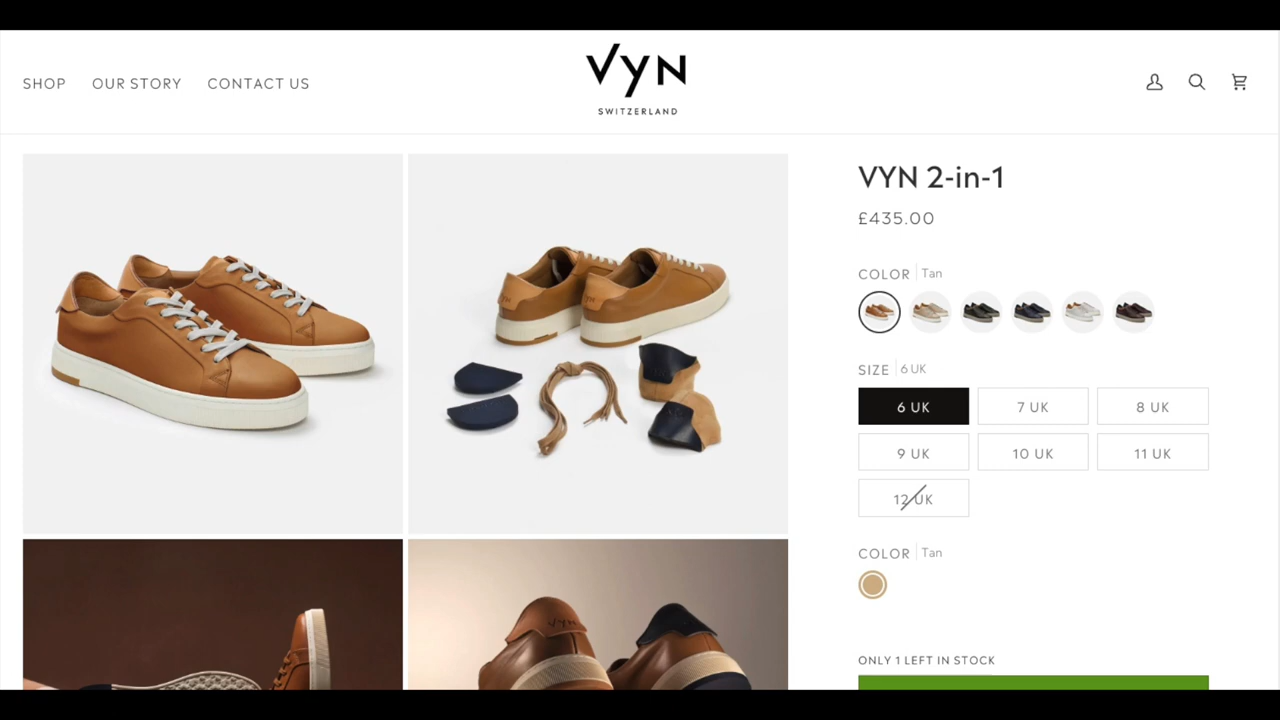 SHOP
OUR STORY
CONTACT US
VYN
SWITZERLAND
VYN 2-in-1
£435.00
COLOR Tan
SIZE 6 UK
6 UK
7 UK
8 UK
9 UK
10 UK
11 UK
12 UK
COLOR Tan
ONLY 1 LEFT IN STOCK
VYN